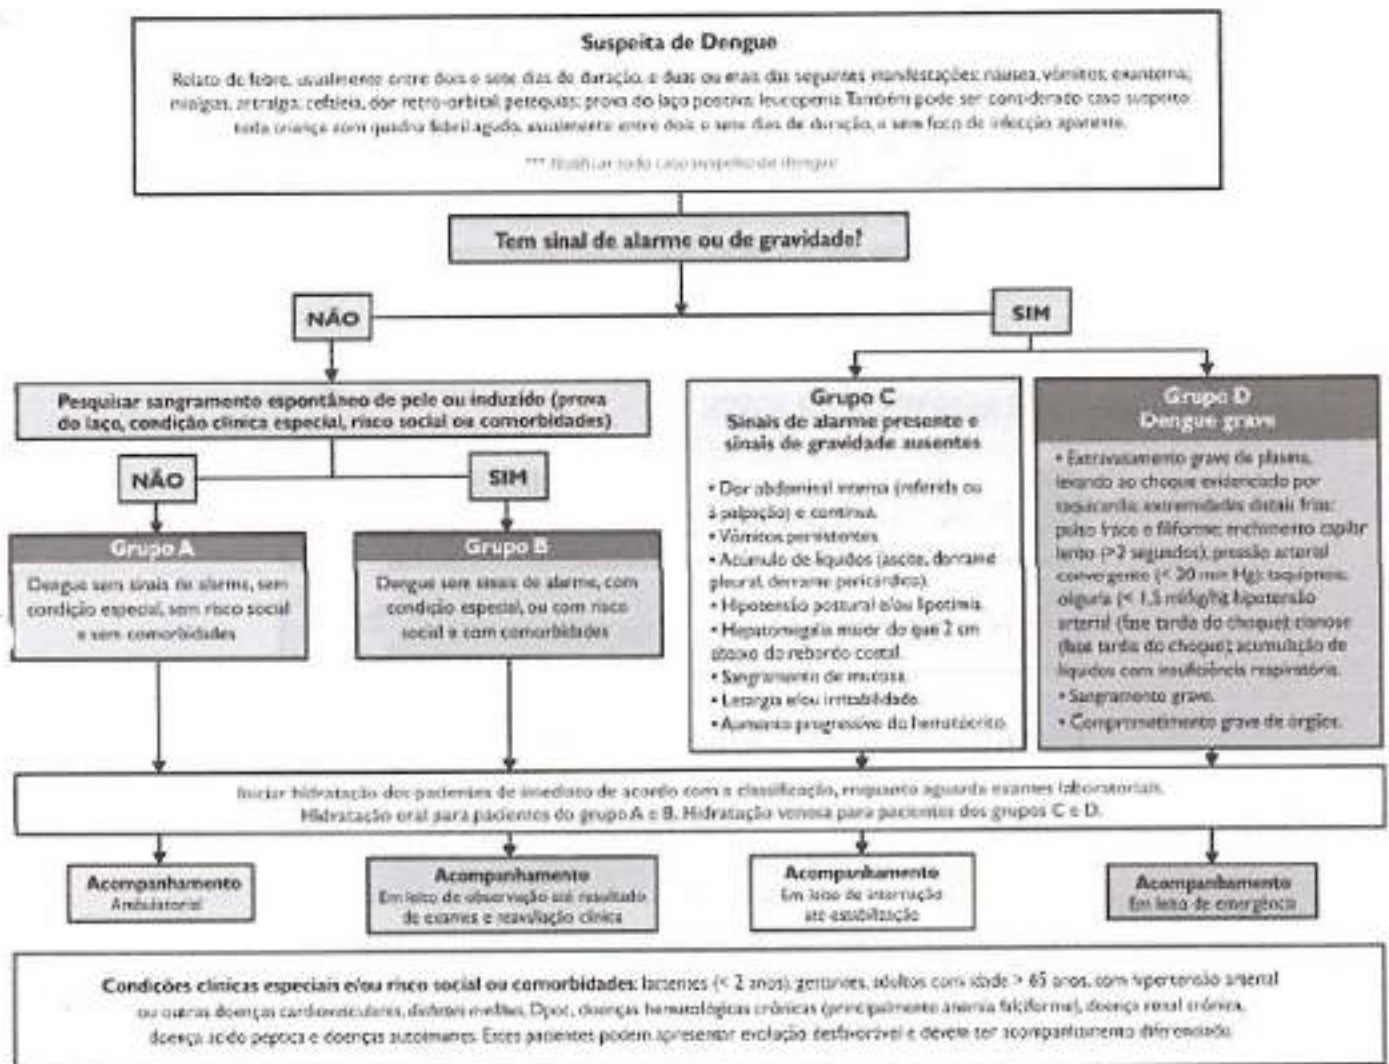 Suspeita de Dengue
Relato de febre, usualmente entre dois e sete dias de duração, e duas ou mais das seguintes manifestações: náusea, vômitos; exantema;
mialgias, artralgia; cefaleia, dor retro-orbital; petéquias; prova do laço positiva; leucopenia. Também pode ser considerado caso suspeito
toda criança com quadro febril agudo, usualmente entre dois e sete dias de duração, e sem foco de infecção aparente.
*** Notificar todo caso suspeito de dengue
Tem sinal de alarme ou de gravidade?
NÃO
SIM
Pesquisar sangramento espontâneo de pele ou induzido (prova
do laço, condição clínica especial, risco social ou comorbidades)
NÃO
SIM
Grupo A
Dengue sem sinais de alarme, sem
condição especial, sem risco social
e sem comorbidades
Grupo B
Dengue sem sinais de alarme, com
condição especial, ou com risco
social e com comorbidades
Grupo C
Sinais de alarme presente e
sinais de gravidade ausentes
• Dor abdominal intensa (referida ou
à palpação) e contínua.
• Vômitos persistentes
• Acúmulo de líquidos (ascite, derrame
pleural, derrame pericárdico).
• Hipotensão postural e/ou lipotimia.
• Hepatomegalia maior do que 2 cm
abaixo do rebordo costal.
• Sangramento de mucosa.
• Letargia e/ou irritabilidade.
• Aumento progressivo do hematócrito.
Grupo D
Dengue grave
• Extravasamento grave de plasma,
levando ao choque evidenciado por
taquicardia; extremidades distais frias;
pulso fraco e filiforme; enchimento capilar
lento (>2 segundos); pressão arterial
convergente (< 20 mm Hg); taquipneia;
oligúria (< 1,5 ml/kg/h); hipotensão
arterial (fase tardia do choque); cianose
(fase tardia do choque); acumulação de
líquidos com insuficiência respiratória.
• Sangramento grave.
• Comprometimento grave de órgãos.
Iniciar hidratação dos pacientes de imediato de acordo com a classificação, enquanto aguarda exames laboratoriais.
Hidratação oral para pacientes do grupo A e B. Hidratação venosa para pacientes dos grupos C e D.
Acompanhamento
Ambulatorial
Acompanhamento
Em leito de observação até resultado
de exames e reavaliação clínica
Acompanhamento
Em leito de internação
até estabilização
Acompanhamento
Em leito de emergência
Condições clínicas especiais e/ou risco social ou comorbidades: lactentes (< 2 anos), gestantes, adultos com idade > 65 anos, com hipertensão arterial
ou outras doenças cardiovasculares, diabetes mellitus, Dpoc, doenças hematológicas crônicas (principalmente anemia falciforme), doença renal crônica,
doença ácido péptica e doenças autoimunes. Estes pacientes podem apresentar evolução desfavorável e devem ter acompanhamento diferenciado.